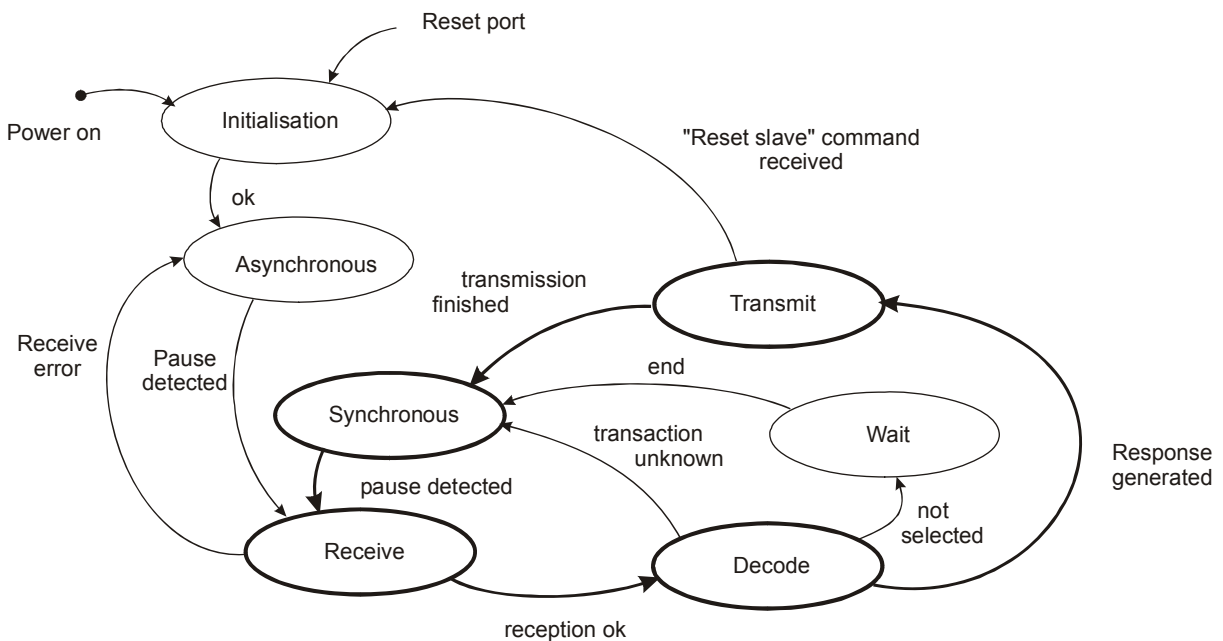 Reset port
Power on
Initialisation
"Reset slave" command
received
ok
Asynchronous
transmission
finished
Transmit
Receive
error
Pause
detected
end
Synchronous
transaction
unknown
Wait
Response
generated
pause detected
not
selected
Receive
Decode
reception ok